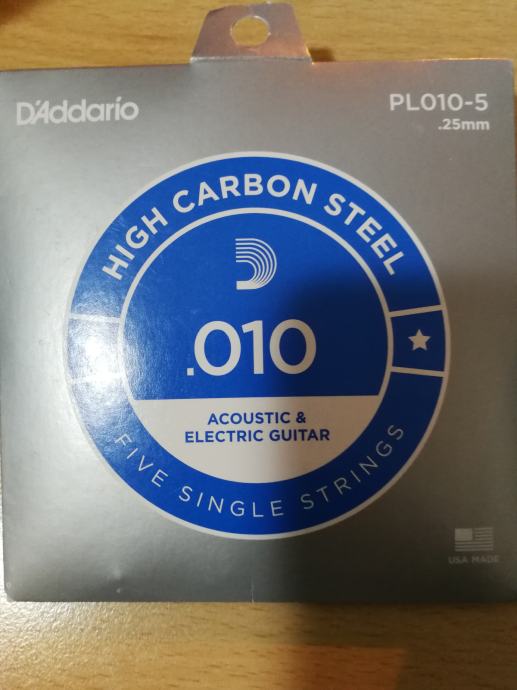 D'Addario
PL010-5
.25mm
HIGH CARBON STEEL
.010
ACOUSTIC &
ELECTRIC GUITAR
FIVE SINGLE STRINGS
USA MADE